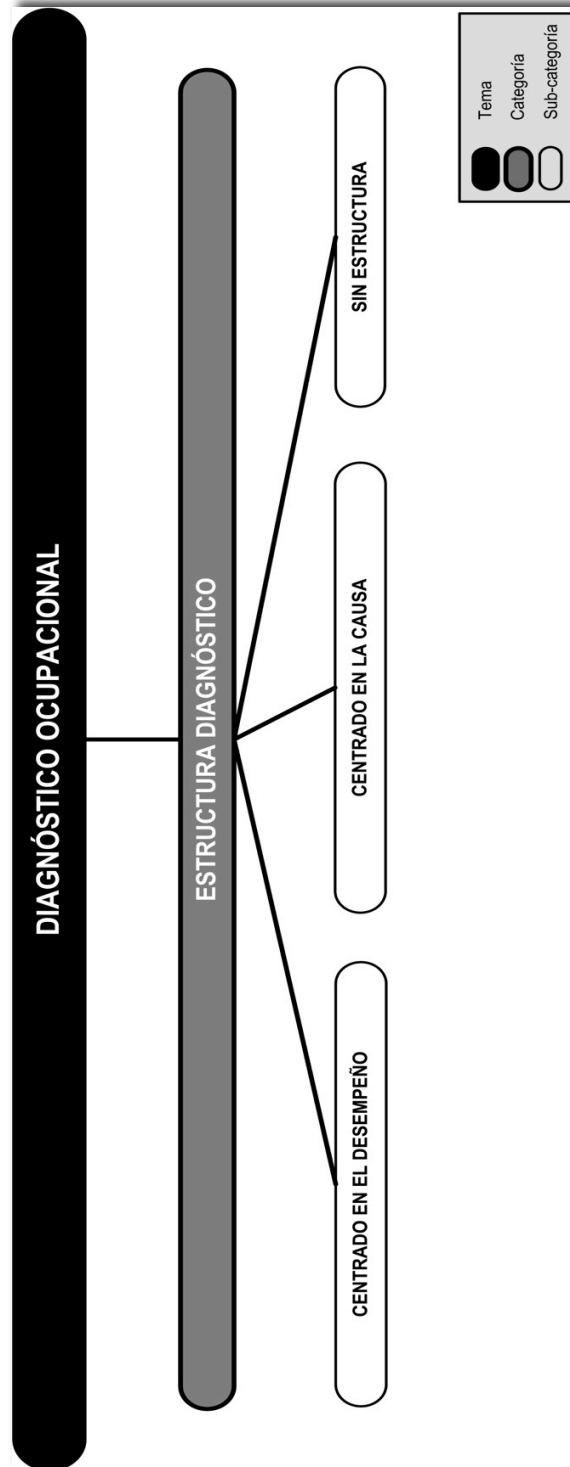 DIAGNÓSTICO OCUPACIONAL
ESTRUCTURA DIAGNÓSTICO
CENTRADO EN EL DESEMPEÑO
CENTRADO EN LA CAUSA
SIN ESTRUCTURA
Tema
Categoría
Sub-categoría